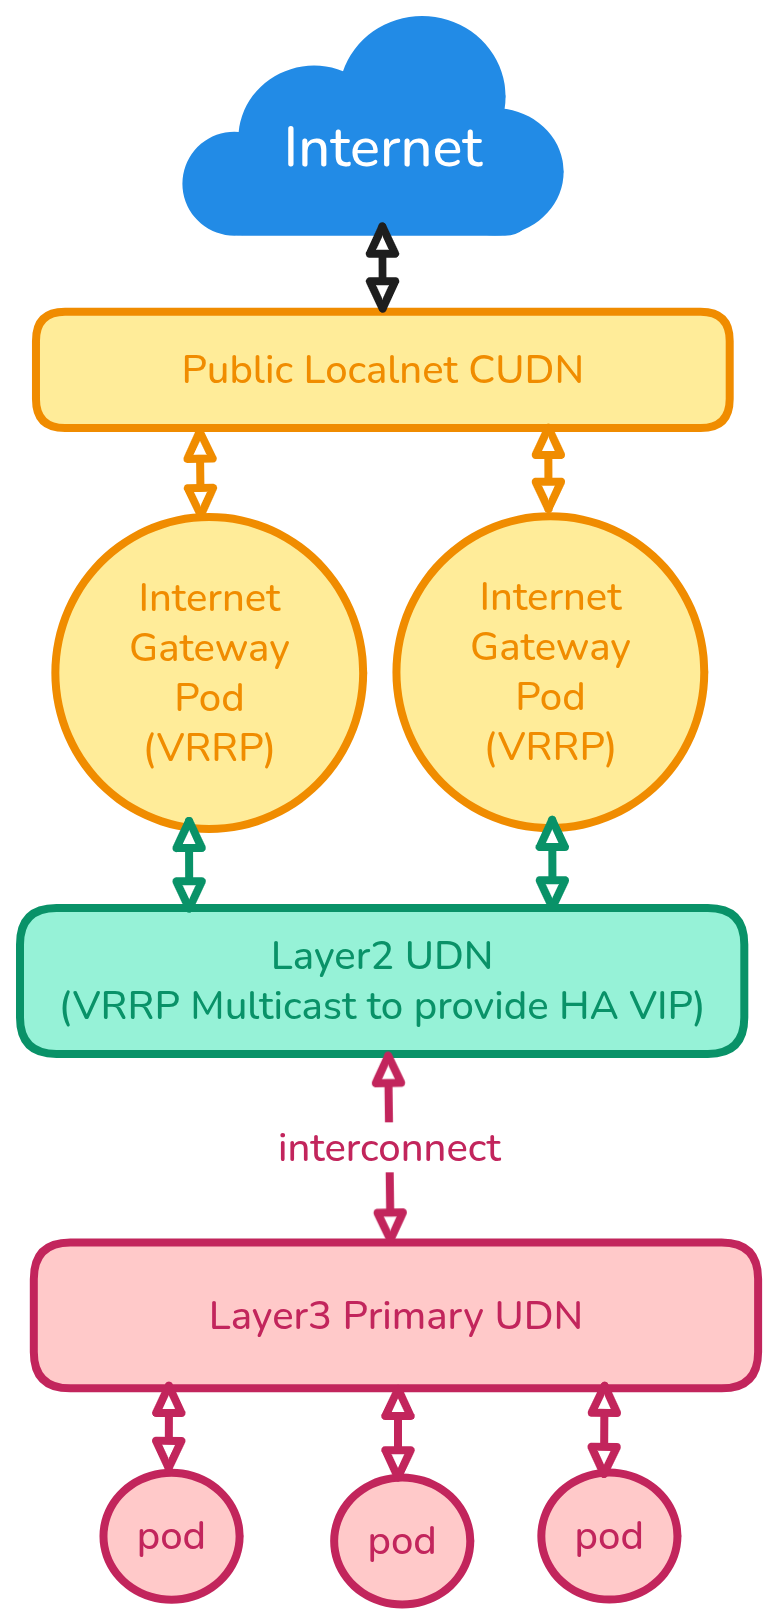 Internet
Public Localnet CUDN
Internet
Gateway
Pod
(VRRP)
Internet
Gateway
Pod
(VRRP)
Layer2 UDN
(VRRP Multicast to provide HA VIP)
interconnect
Layer3 Primary UDN
pod
pod
pod